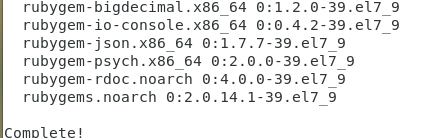 rubygem-bigdecimal.x86_64 0:1.2.0-39.el7_9
rubygem-io-console.x86_64 0:0.4.2-39.el7_9
rubygem-json.x86_64 0:1.7.7-39.el7_9
rubygem-psych.x86_64 0:2.0.0-39.el7_9
rubygem-rdoc.noarch 0:4.0.0-39.el7_9
rubygems.noarch 0:2.0.14.1-39.el7_9
Complete!